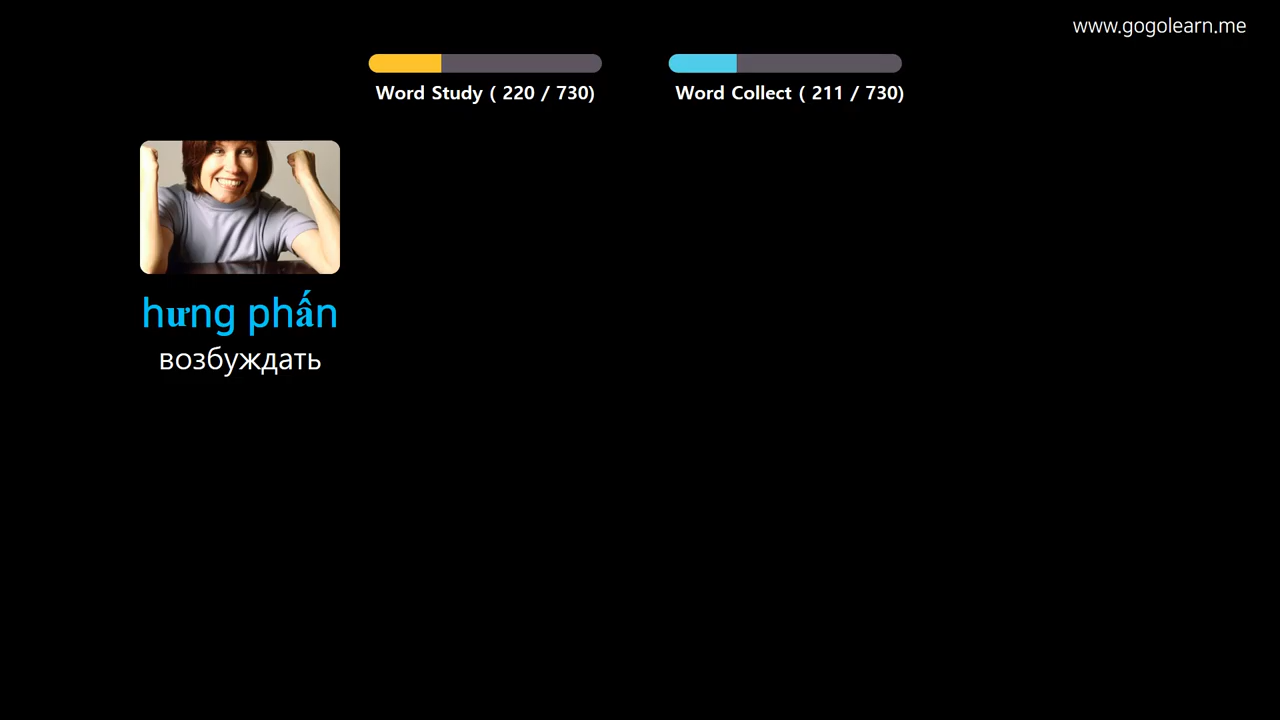 www.gogolearn.me
Word Study ( 220 / 730)
Word Collect ( 211 / 730)
hưng phấn
возбуждать